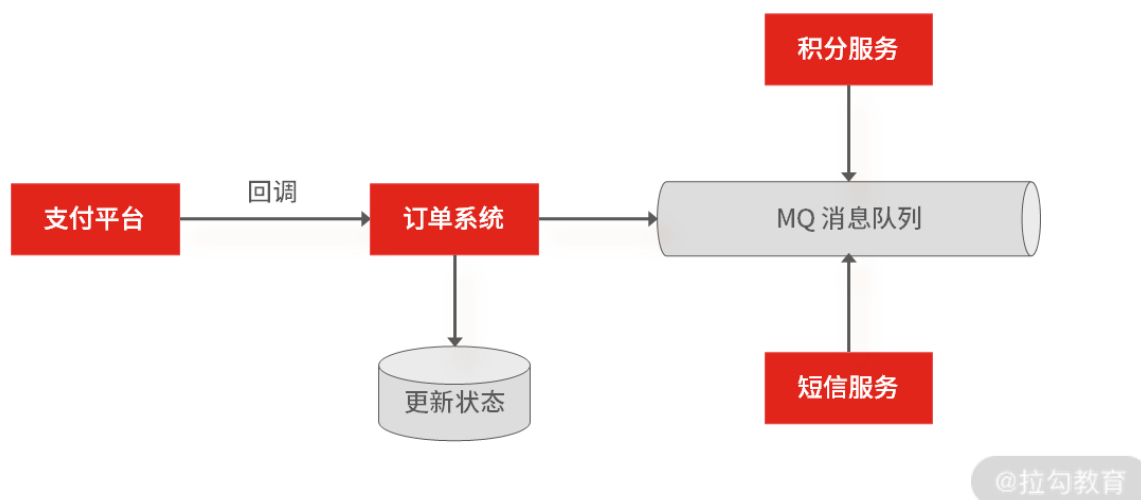 积分服务
回调
支付平台
订单系统
MQ 消息队列
更新状态
短信服务
@拉勾教育